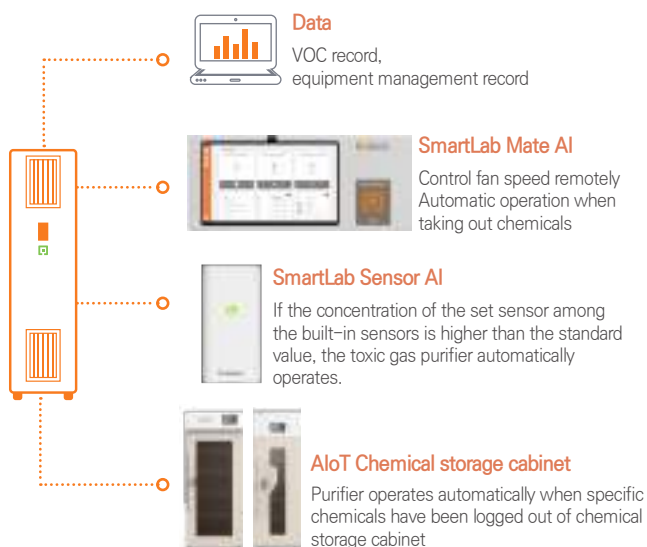 Data
VOC record,
equipment management record
SmartLab Mate AI
Control fan speed remotely
Automatic operation when
taking out chemicals
SmartLab Sensor AI
If the concentration of the set sensor among
the built-in sensors is higher than the standard
value, the toxic gas purifier automatically
operates.
AIoT Chemical storage cabinet
Purifier operates automatically when specific
chemicals have been logged out of chemical
storage cabinet